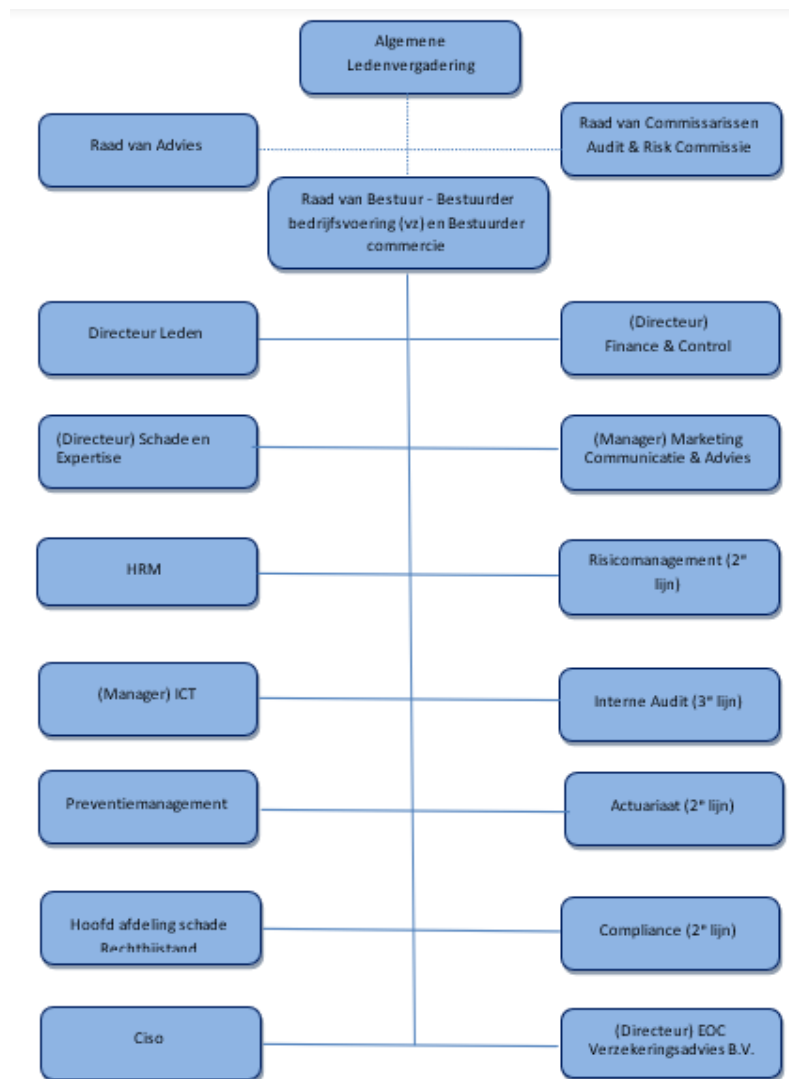 Algemene
Ledenvergadering
Raad van Advies
Raad van Commissarissen
Audit & Risk Commissie
Raad van Bestuur - Bestuurder
bedrijfsvoering (vz) en Bestuurder
commercie
Directeur Leden
(Directeur)
Finance & Control
(Directeur) Schade en
Expertise
(Manager) Marketing
Communicatie & Advies
HRM
Risicomanagement (2e
lijn)
(Manager) ICT
Interne Audit (3e lijn)
Preventiemanagement
Actuariaat (2e lijn)
Hoofd afdeling schade
Rechtbijstand
Compliance (2e lijn)
Ciso
(Directeur) EOC
Verzekeringsadvies B.V.